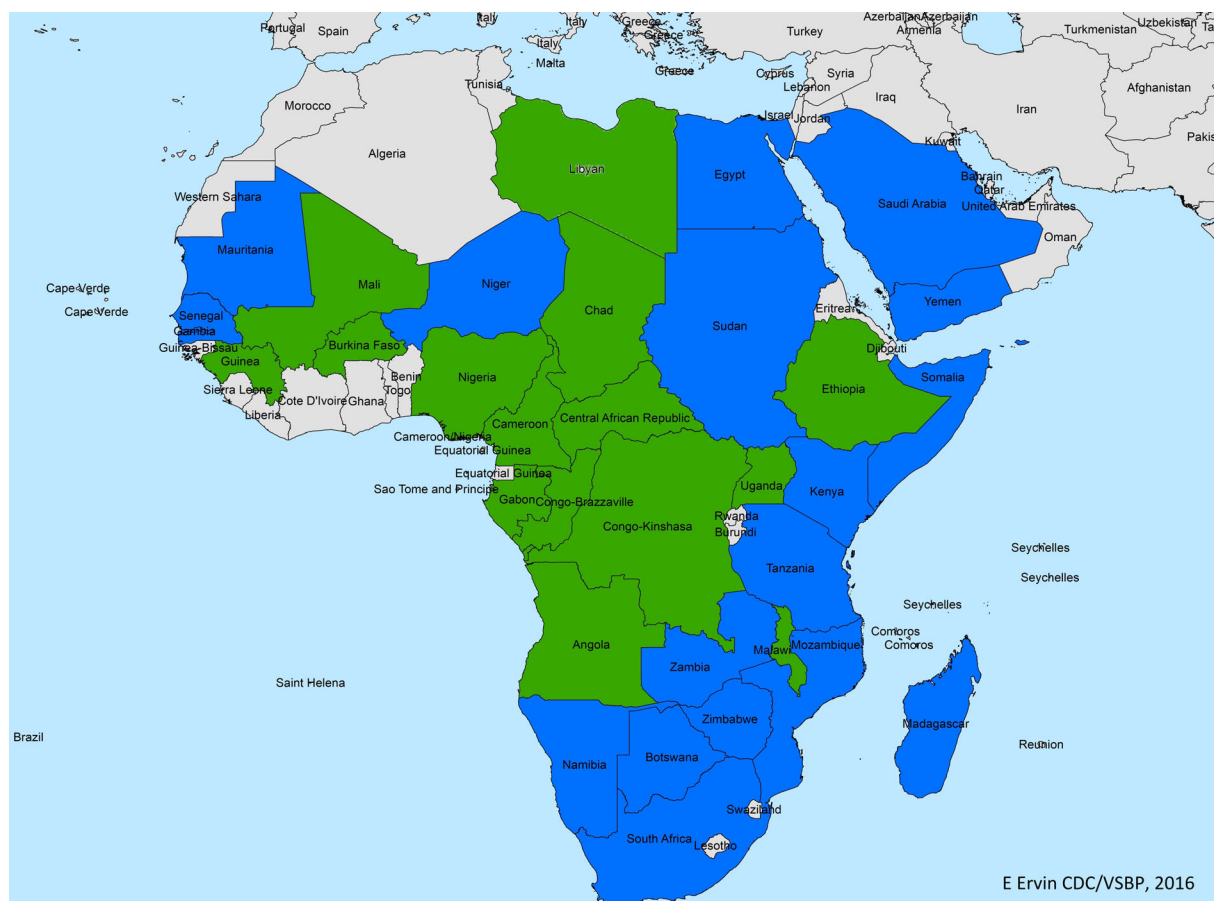 Portugal
Spain
Italy
Italy
Greece
Azerbaijan
Azerbaijan
Uzbekistan
Greece
Turkey
Armenia
Turkmenistan
Italy
Malta
Greece
Cyprus
Syria
Tunisia
Lebanon
Afghanistan
Morocco
Iraq
Iran
Israel
Jordan
Algeria
Kuwait
Pakis
Libyan
Egypt
Bahrain
Qatar
Western Sahara
Saudi Arabia
United Arab Emirates
Oman
Mauritania
Mali
Niger
Cape Verde
Cape Verde
Chad
Eritrea
Yemen
Senegal
Gambia
Sudan
Guinea-Bissau
Burkina Faso
Djibouti
Guinea
Nigeria
Benin
Somalia
Sierra Leone
Togo
Ethiopia
Cote D'Ivoire
Ghana
Liberia
Central African Republic
Cameroon
Cameroon/Nigeria
Equatorial Guinea
Equatorial Guinea
Sao Tome and Principe
Gabon
Congo-Brazzaville
Uganda
Kenya
Rwanda
Congo-Kinshasa
Burundi
Seychelles
Tanzania
Seychelles
Seychelles
Comoros
Comoros
Angola
Malawi
Mozambique
Zambia
Saint Helena
Zimbabwe
Madagascar
Brazil
Reunion
Namibia
Botswana
Swaziland
South Africa
Lesotho
E Ervin CDC/VSBP, 2016